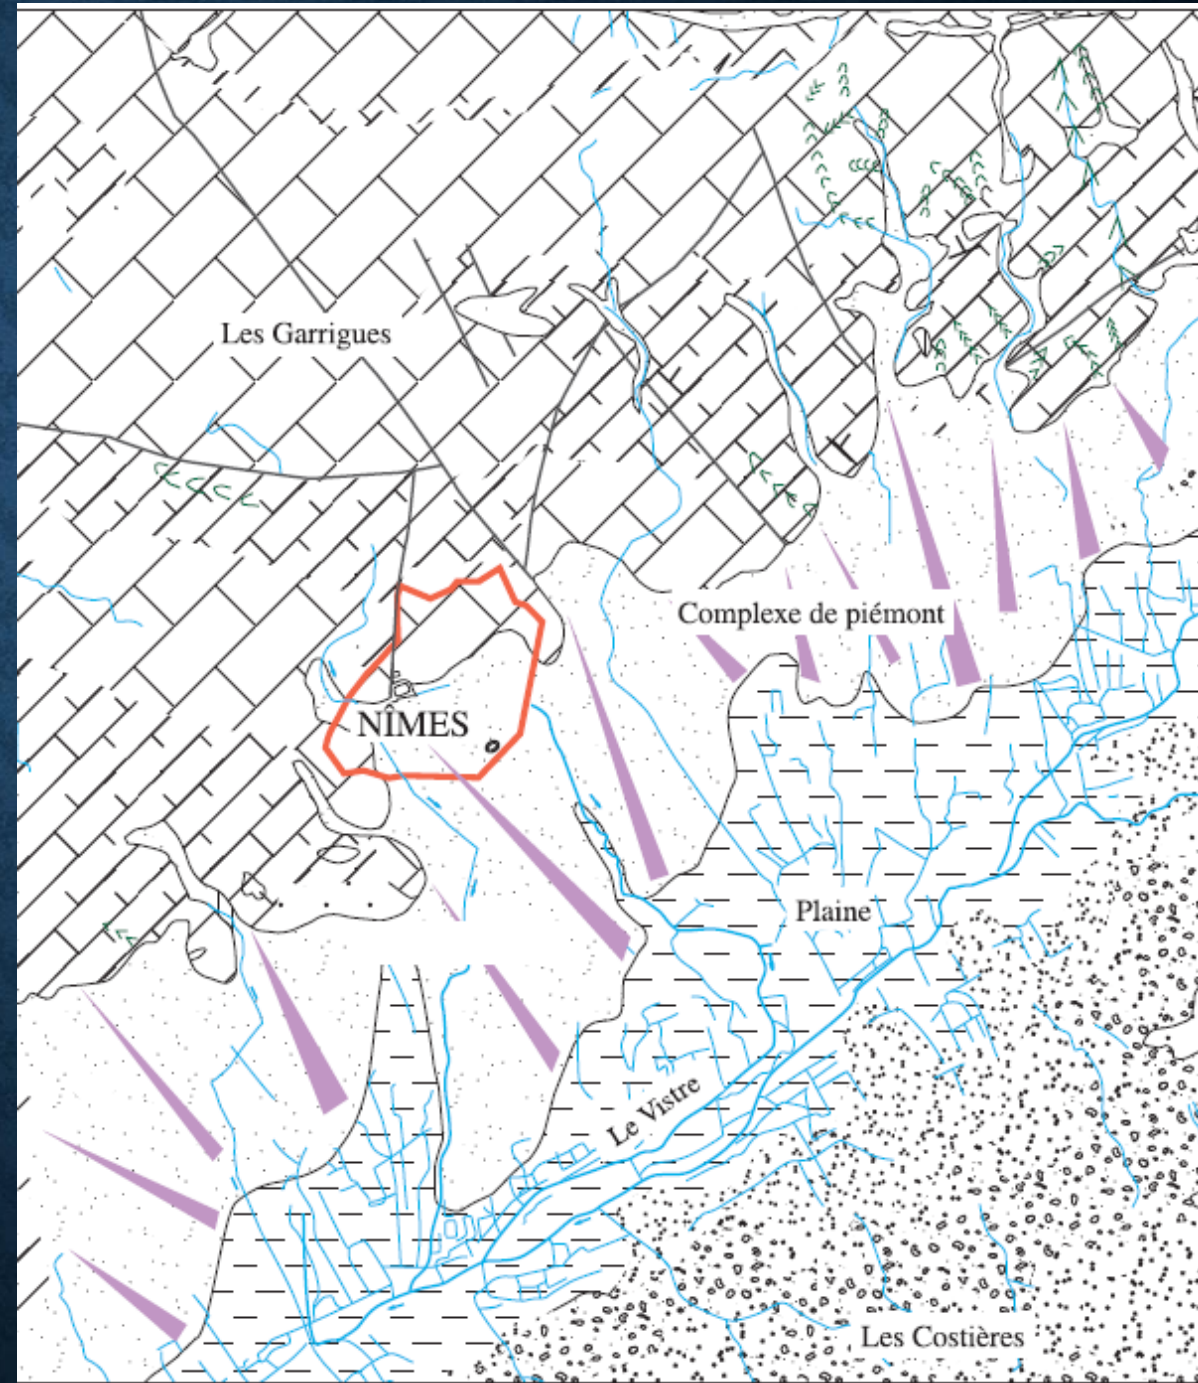 Les Garrigues
Complexe de piémont
NÎMES
Plaine
Le Vistre
Les Costières